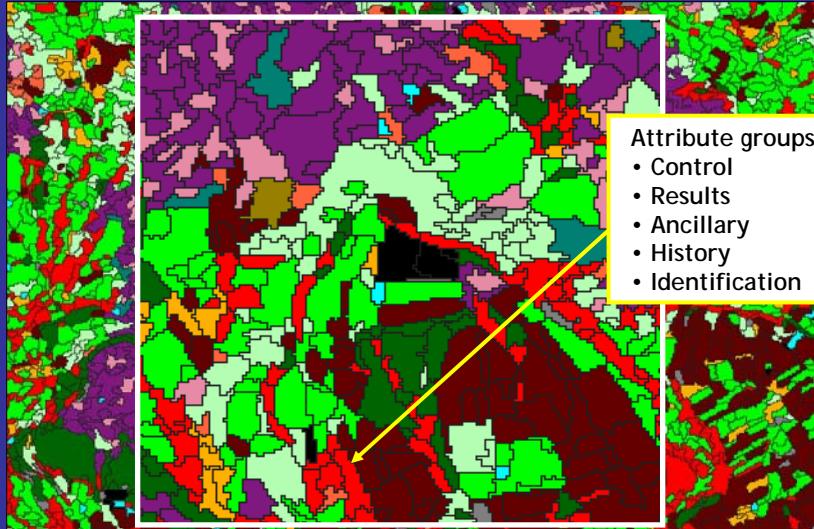 Attribute groups
• Control
• Results
• Ancillary
• History
• Identification